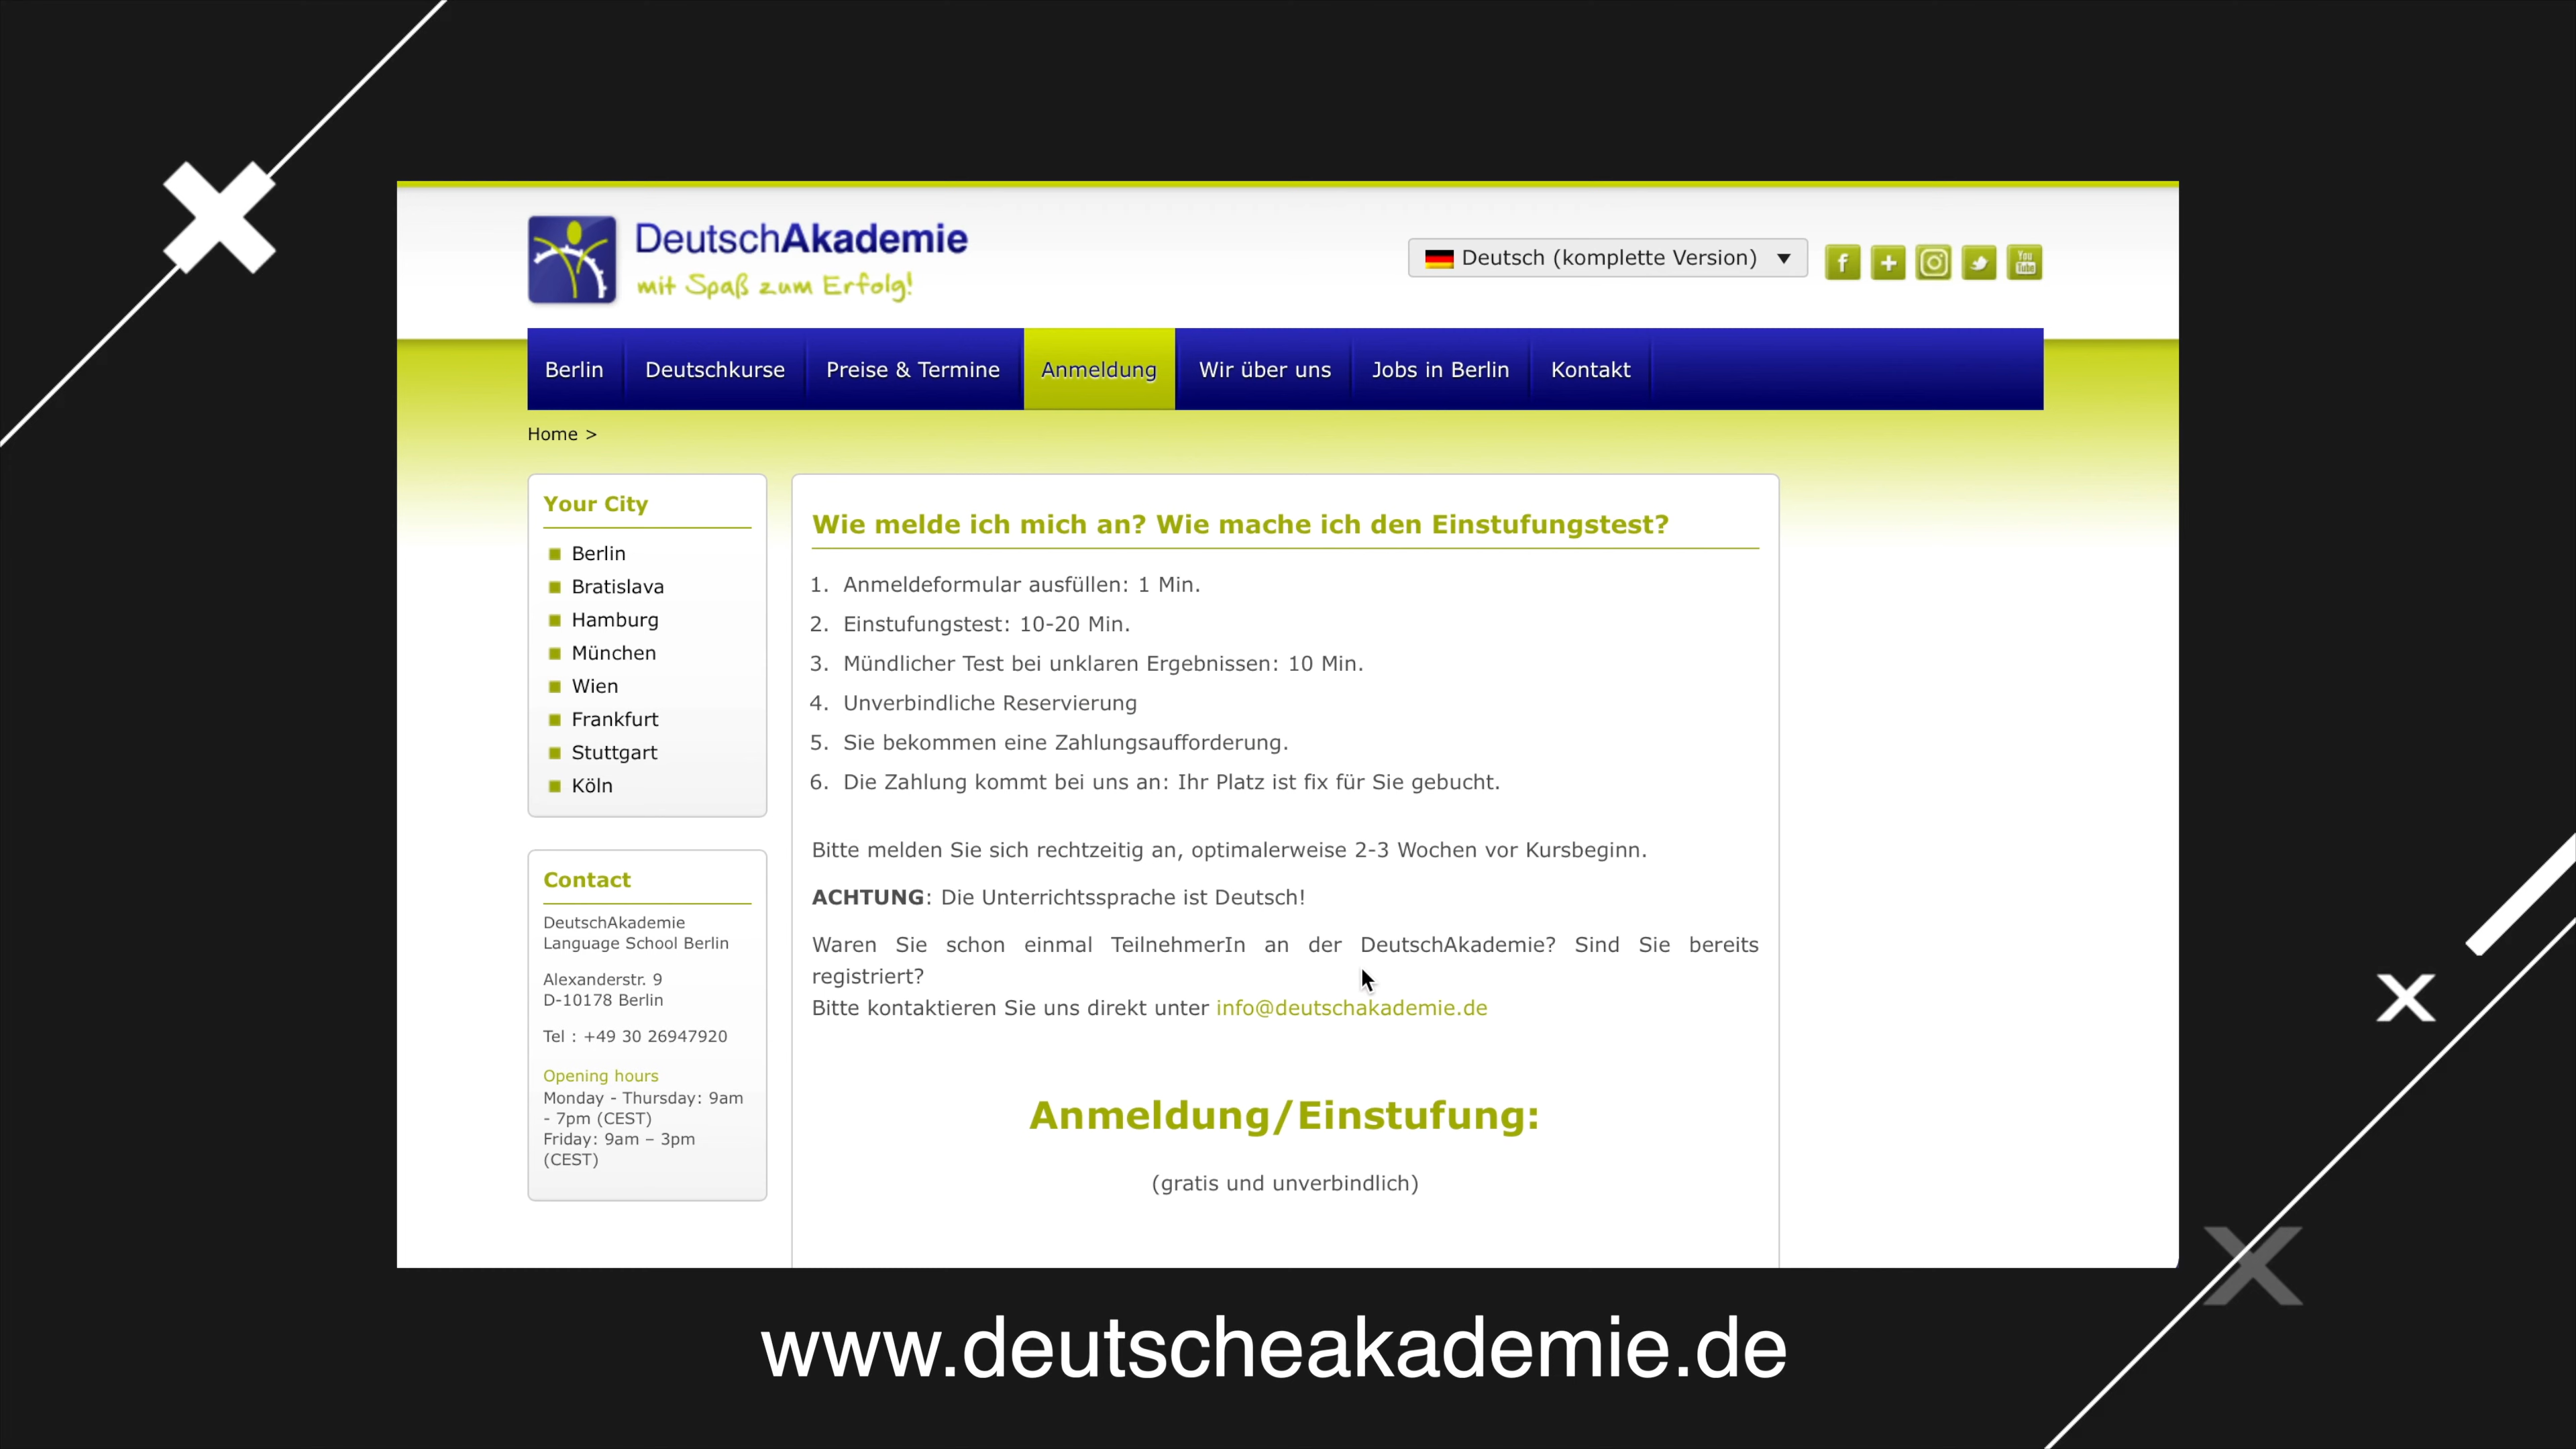 DeutschAkademie
mit Spaß zum Erfolg!
Deutsch (komplette Version)
You
Tube
Berlin
Deutschkurse
Preise & Termine
Anmeldung
Wir über uns
Jobs in Berlin
Kontakt
Home >
Your City
Berlin
Bratislava
Hamburg
München
Wien
Frankfurt
Stuttgart
Köln
Contact
DeutschAkademie
Language School Berlin
Alexanderstr. 9
D-10178 Berlin
Tel : +49 30 26947920
Opening hours
Monday - Thursday: 9am
- 7pm (CEST)
Friday: 9am – 3pm
(CEST)
Wie melde ich mich an? Wie mache ich den Einstufungstest?
1. Anmeldeformular ausfüllen: 1 Min.
2. Einstufungstest: 10-20 Min.
3. Mündlicher Test bei unklaren Ergebnissen: 10 Min.
4. Unverbindliche Reservierung
5. Sie bekommen eine Zahlungsaufforderung.
6. Die Zahlung kommt bei uns an: Ihr Platz ist fix für Sie gebucht.
Bitte melden Sie sich rechtzeitig an, optimalerweise 2-3 Wochen vor Kursbeginn.
ACHTUNG: Die Unterrichtssprache ist Deutsch!
Waren Sie schon einmal TeilnehmerIn an der DeutschAkademie? Sind Sie bereits
registriert?
Bitte kontaktieren Sie uns direkt unter info@deutschakademie.de
Anmeldung/Einstufung:
(gratis und unverbindlich)
www.deutscheakademie.de